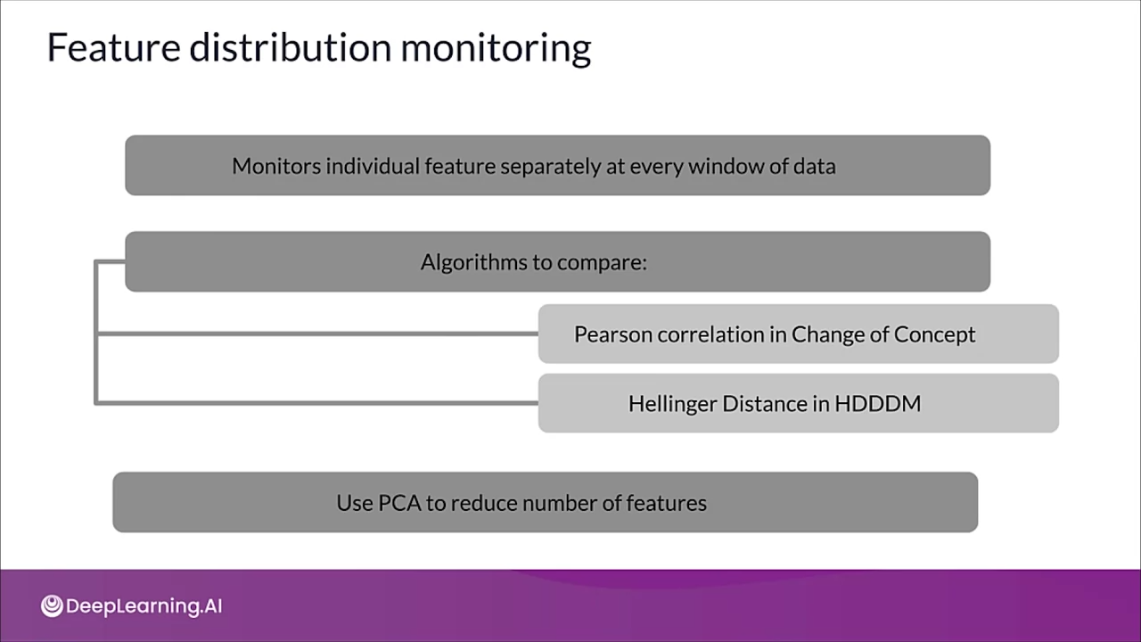 Feature distribution monitoring
Monitors individual feature separately at every window of data
Algorithms to compare:
Pearson correlation in Change of Concept
Hellinger Distance in HDDDM
Use PCA to reduce number of features
DeepLearning.AI